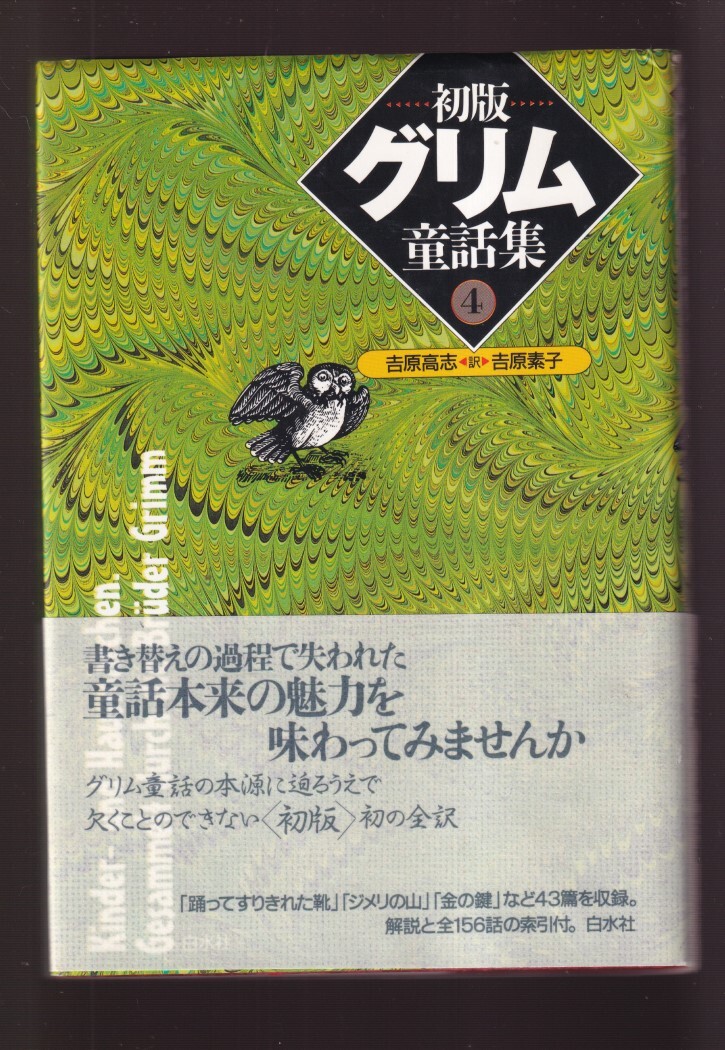 初版
グリム
童話集
4
吉原高志◀訳▶吉原素子
Kinder- Hau chen.
Gesammelt durch Brüder Grimm
書き替えの過程で失われた
童話本来の魅力を
味わってみませんか
グリム童話の本源に迫るうえで
欠くことのできない〈初版〉初の全訳
「踊ってすりきれた靴」「ジメリの山」「金の鍵」など43篇を収録。
解説と全156話の索引付。白水社
白水社